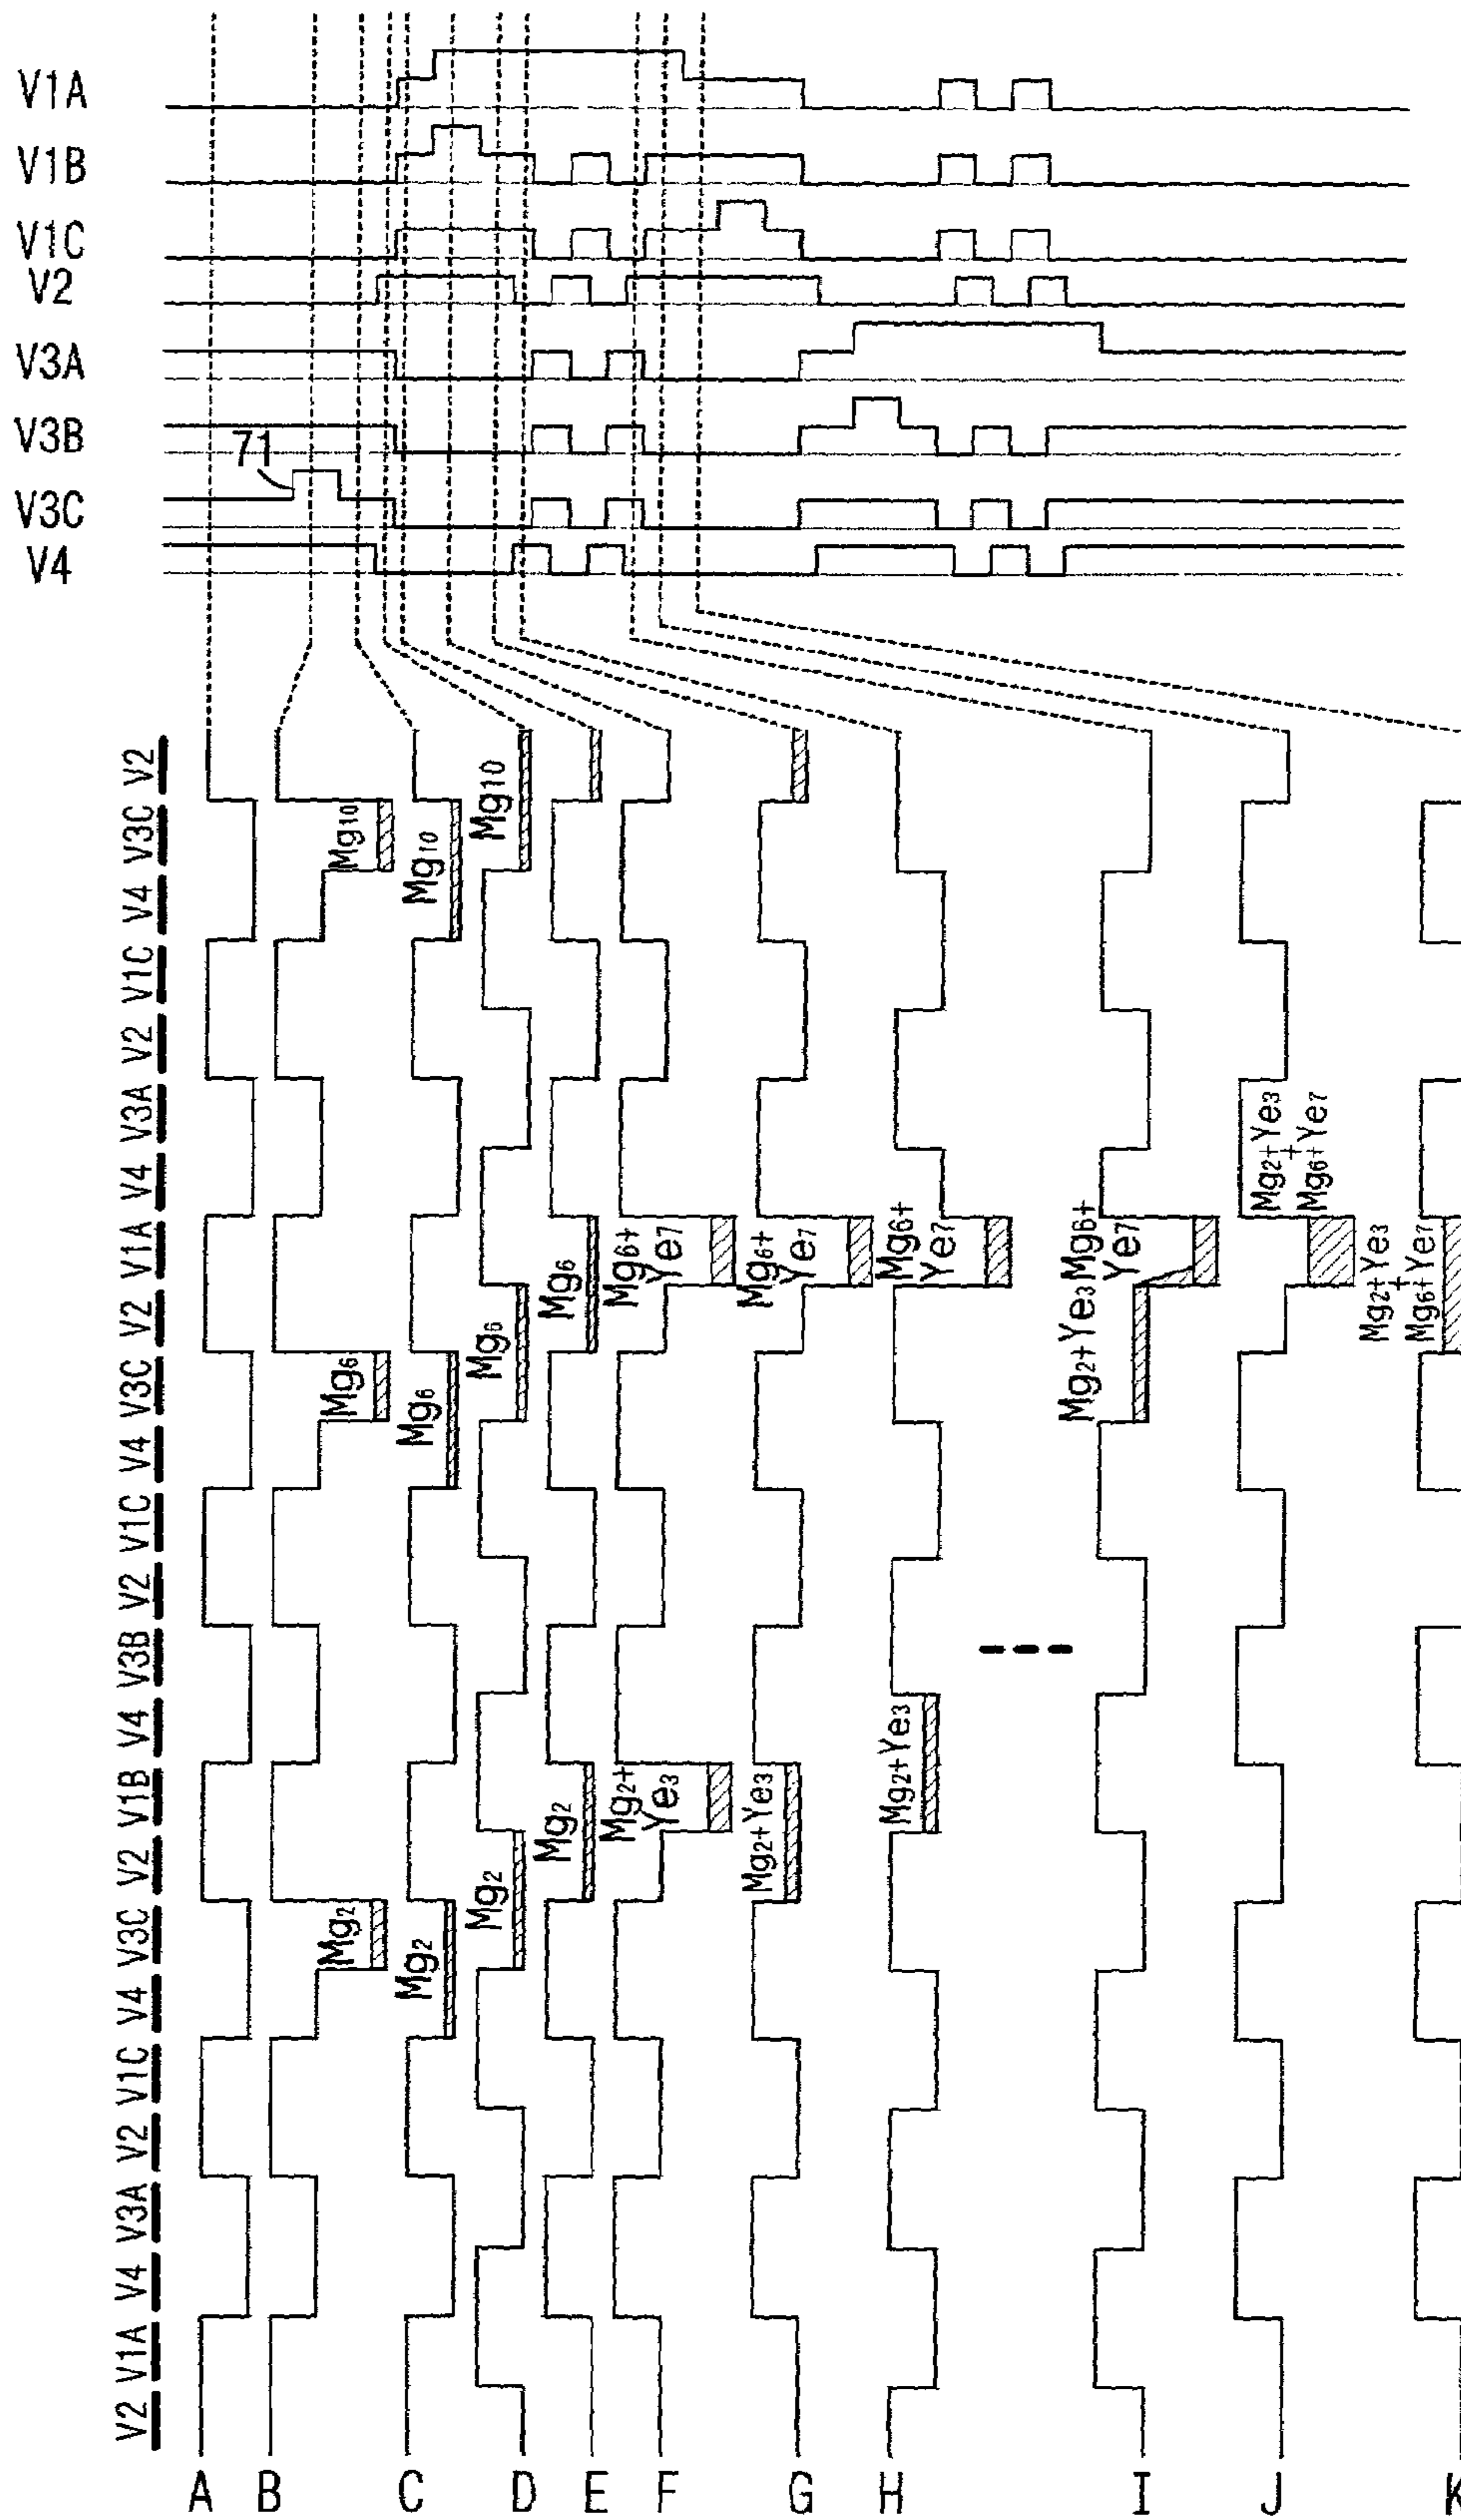 V1A
V1B
V1C
V2
V3A
V3B
71
V3C
V4
V2
V3C
V4
V1C
V2
V3A
V4
V1A
V2
V3C
V4
V1C
V2
V3B
V4
V1B
V2
V3C
V4
V1C
V2
V3A
V4
V1A
V2
Mg10
Mg6
Mg2
Mg10
Mg6
Mg2
Mg10
Mg6
Mg2
Mg6
Mg2
Mg6+
Ye7
Mg2+
Ye3
Mg6+
Ye7
Mg2+Ye3
Mg6+
Ye7
Mg2+Ye3
Mg6+
Ye7
Mg2+Ye3
Mg2+Ye3
+
Mg6+Ye7
Mg2+Ye3
+
Mg6+Ye7
A B C D E F G H I J K